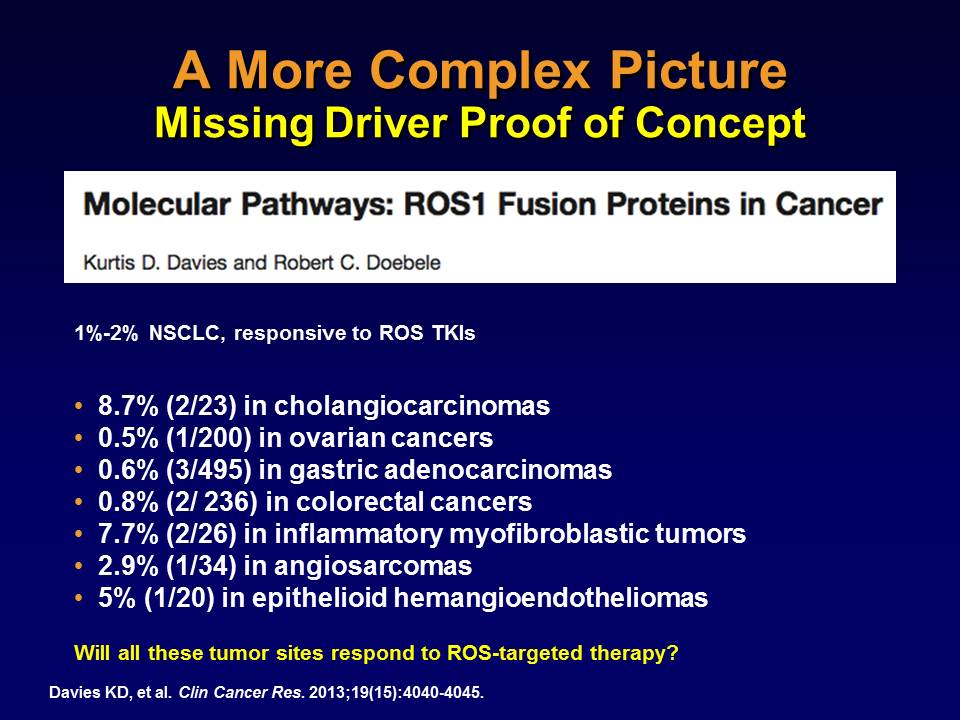 A More Complex Picture
Missing Driver Proof of Concept
Molecular Pathways: ROS1 Fusion Proteins in Cancer
Kurtis D. Davies and Robert C. Doebele
1%-2% NSCLC, responsive to ROS TKIs
• 8.7% (2/23) in cholangiocarcinomas
• 0.5% (1/200) in ovarian cancers
• 0.6% (3/495) in gastric adenocarcinomas
• 0.8% (2/ 236) in colorectal cancers
• 7.7% (2/26) in inflammatory myofibroblastic tumors
• 2.9% (1/34) in angiosarcomas
• 5% (1/20) in epithelioid hemangioendotheliomas
Will all these tumor sites respond to ROS-targeted therapy?
Davies KD, et al. Clin Cancer Res. 2013;19(15):4040-4045.